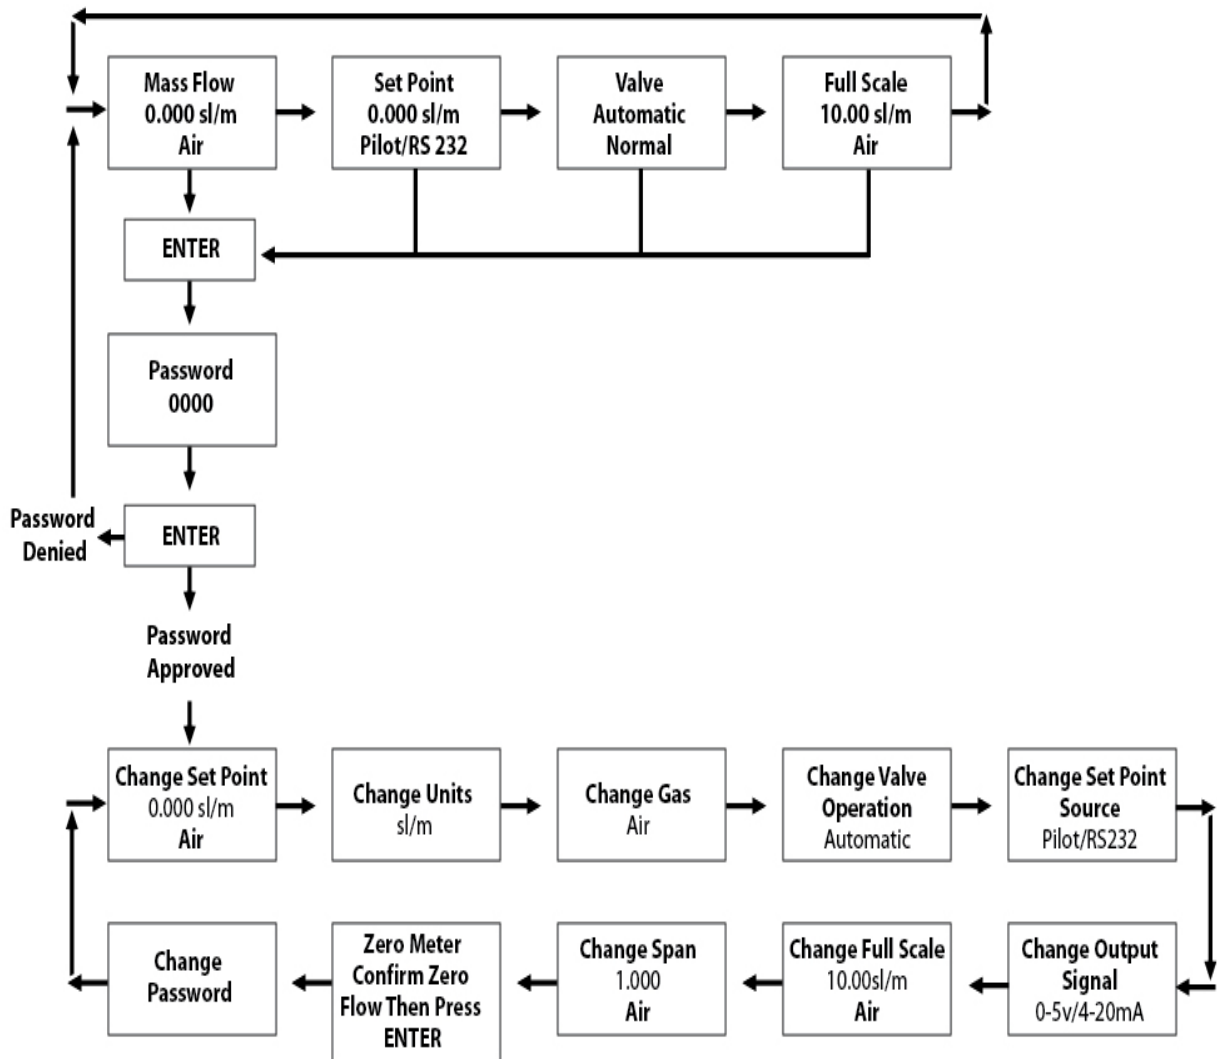 Mass Flow
0.000 sl/m
Air
Set Point
0.000 sl/m
Pilot/RS 232
Valve
Automatic
Normal
Full Scale
10.00 sl/m
Air
ENTER
Password
0000
Password
Denied
ENTER
Password
Approved
Change Set Point
0.000 sl/m
Air
Change Units
sl/m
Change Gas
Air
Change Valve
Operation
Automatic
Change Set Point
Source
Pilot/RS232
Change
Password
Zero Meter
Confirm Zero
Flow Then Press
ENTER
Change Span
1.000
Air
Change Full Scale
10.00sl/m
Air
Change Output
Signal
0-5v/4-20mA